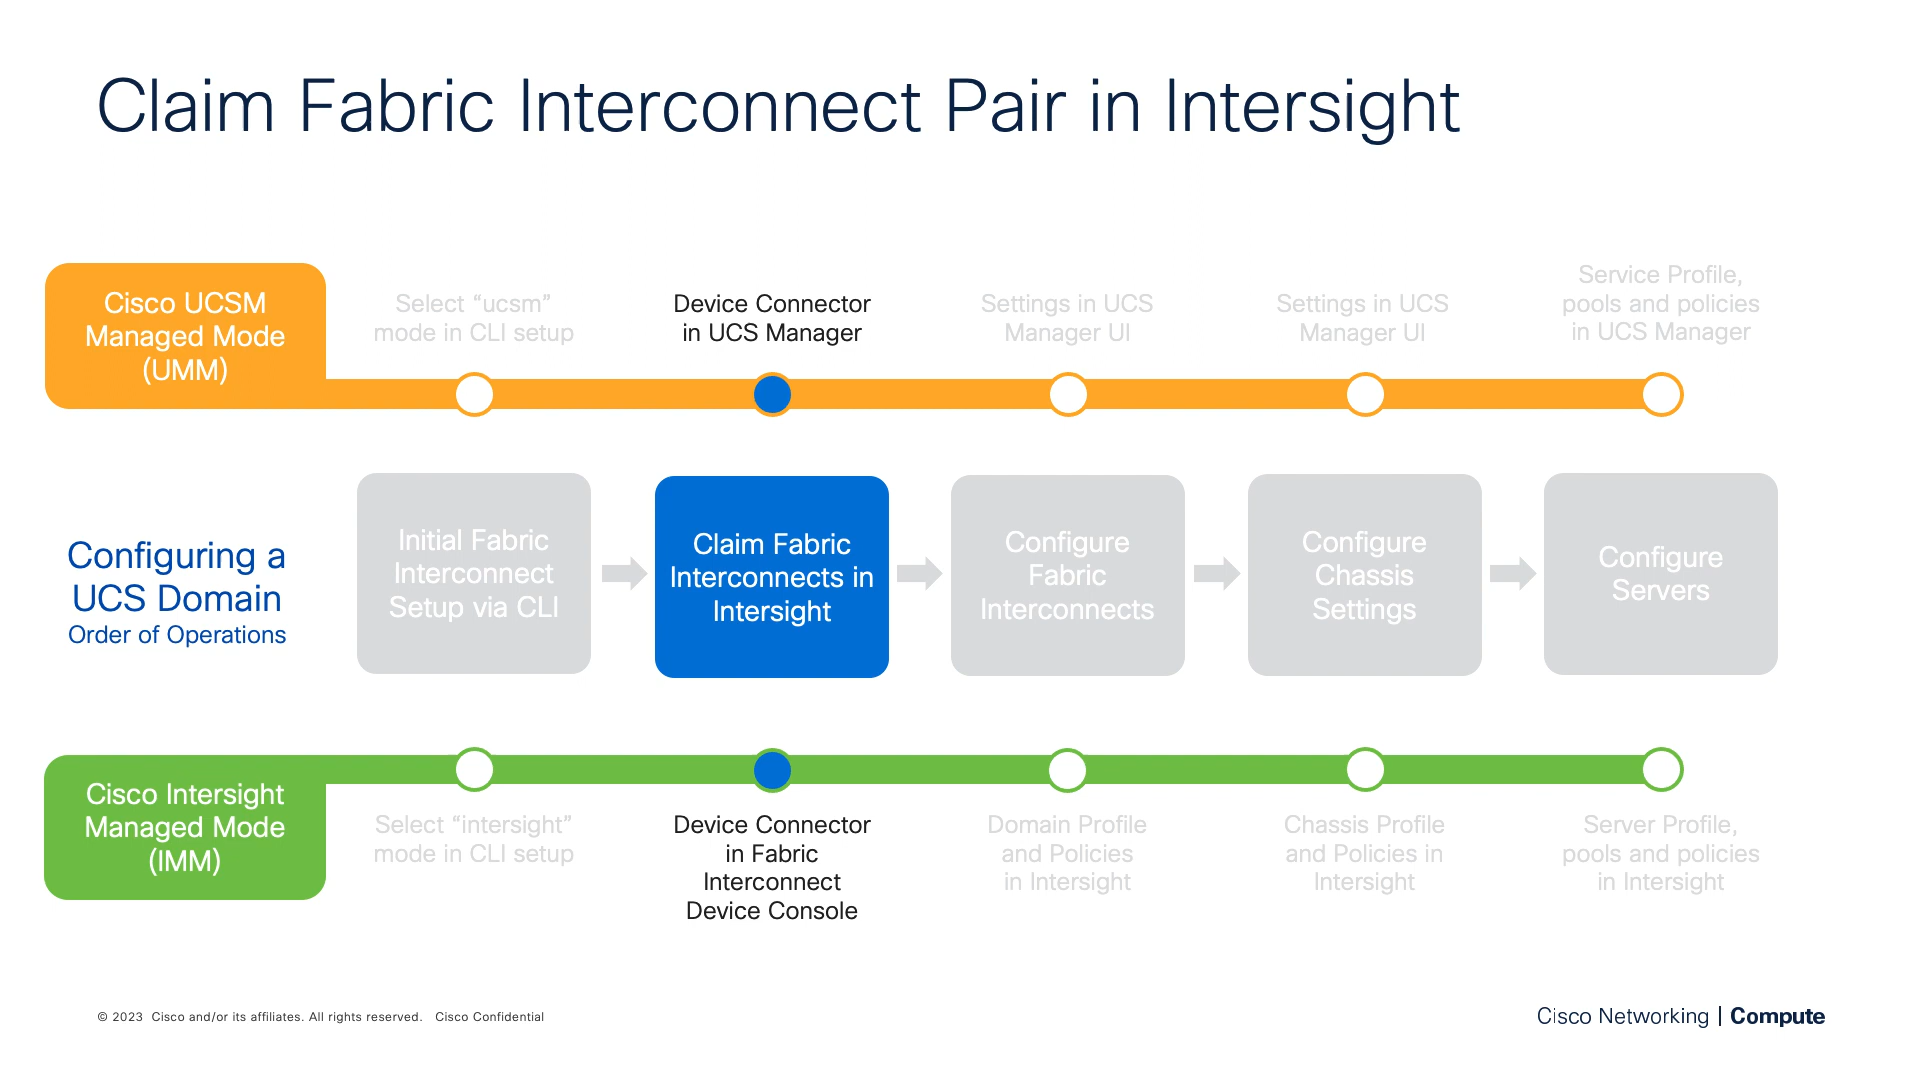 Claim Fabric Interconnect Pair in Intersight
Cisco UCSM
Managed Mode
(UMM)
Select “ucsm”
mode in CLI setup
Device Connector
in UCS Manager
Settings in UCS
Manager UI
Settings in UCS
Manager UI
Service Profile,
pools and policies
in UCS Manager
Configuring a
UCS Domain
Order of Operations
Initial Fabric
Interconnect
Setup via CLI
Claim Fabric
Interconnects in
Intersight
Configure
Fabric
Interconnects
Configure
Chassis
Settings
Configure
Servers
Cisco Intersight
Managed Mode
(IMM)
Select “intersight”
mode in CLI setup
Device Connector
in Fabric
Interconnect
Device Console
Domain Profile
and Policies
in Intersight
Chassis Profile
and Policies in
Intersight
Server Profile,
pools and policies
in Intersight
© 2023 Cisco and/or its affiliates. All rights reserved. Cisco Confidential
Cisco Networking | Compute